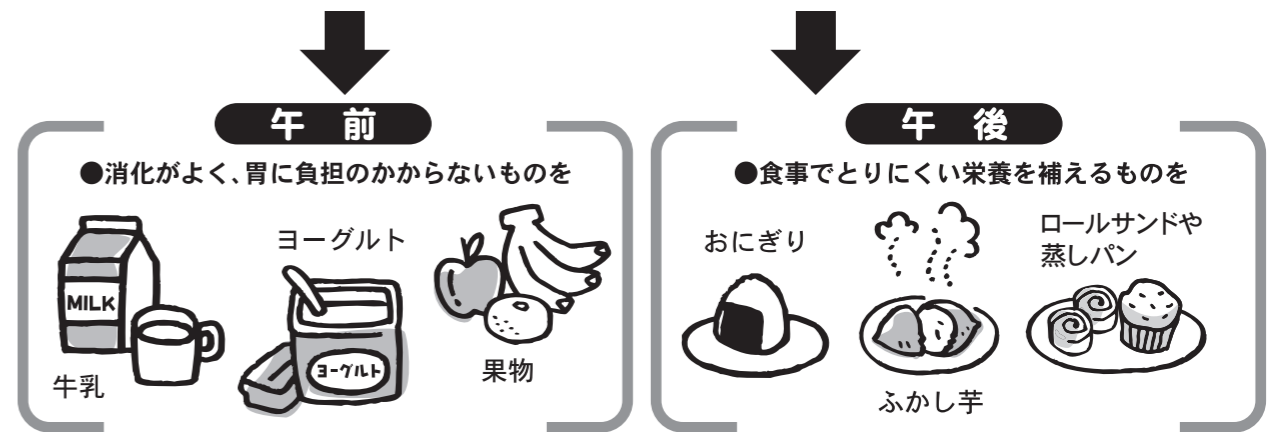 午 前
●消化がよく、胃に負担のかからないものを
MILK
牛乳
ヨーグルト
ヨーグルト
果物
午 後
●食事でとりにくい栄養を補えるものを
おにぎり
ふかし芋
ロールサンドや
蒸しパン